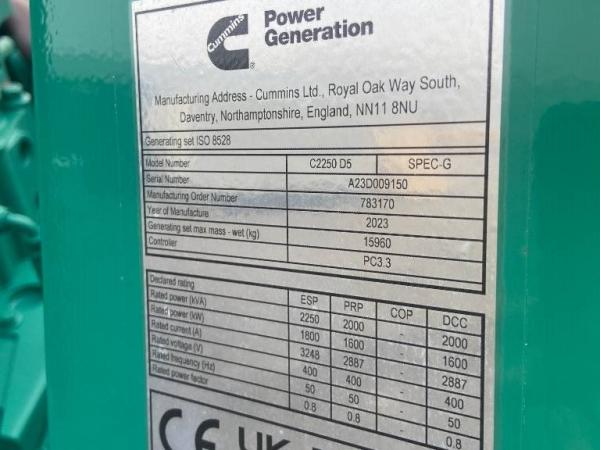 Cummins
Power
Generation
®
Manufacturing Address - Cummins Ltd., Royal Oak Way South,
Daventry, Northamptonshire, England, NN11 8NU
Generating set ISO 8528
Model Number C2250 D5 SPEC-G
Serial Number A23D009150
Manufacturing Order Number 783170
Year of Manufacture 2023
Generating set max mass - wet (kg) 15960
Controller PC3.3
Declared rating ESP PRP COP DCC
Rated power (kVA) 2250 2000 - 2000
Rated power (kW) 1800 1600 - 1600
Rated current (A) 3248 2887 - 2887
Rated voltage (V) 400 400 - 400
Rated frequency (Hz) 50 50 - 50
Rated power factor 0.8 0.8 - 0.8
CE UK